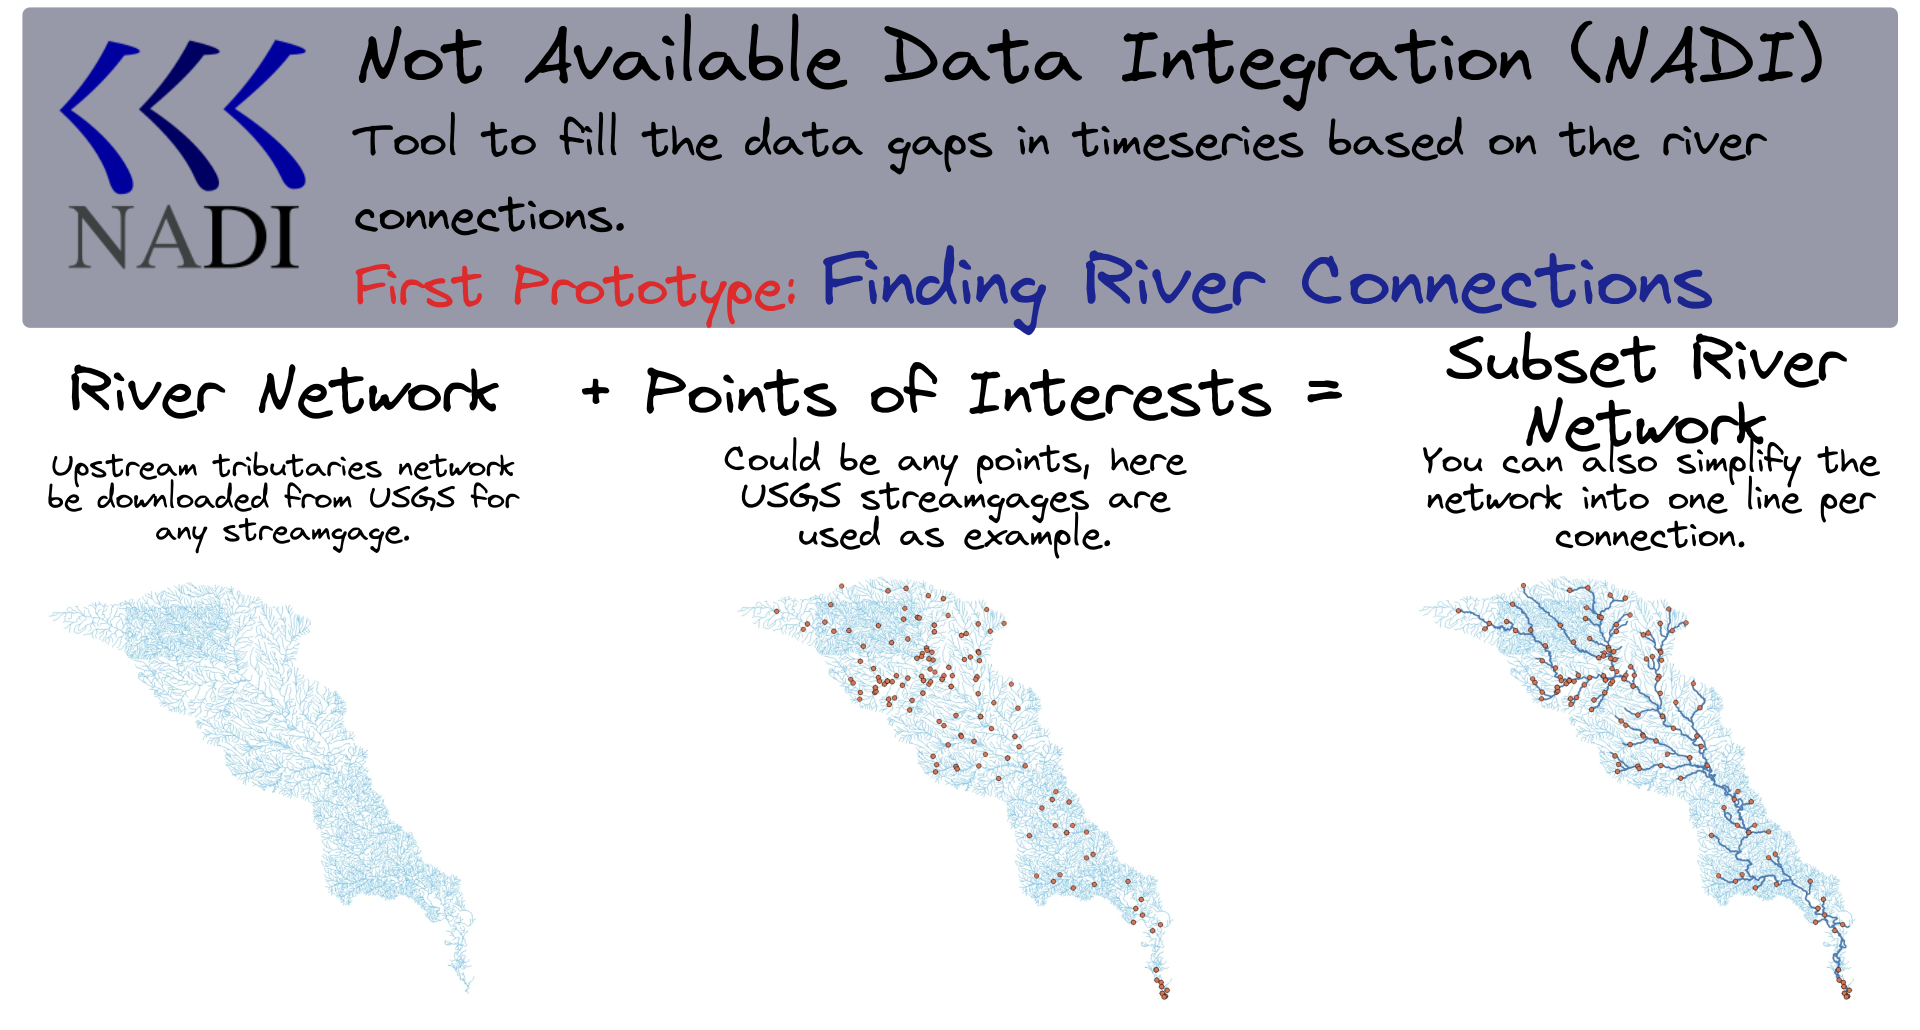 NADI
Not Available Data Integration (NADI)
Tool to fill the data gaps in timeseries based on the river
connections.
First Prototype: Finding River Connections
River Network
+ Points of Interests =
Subset River
Network
Upstream tributaries network
be downloaded from USGS for
any streamgage.
Could be any points, here
USGS streamgages are
used as example.
You can also simplify the
network into one line per
connection.